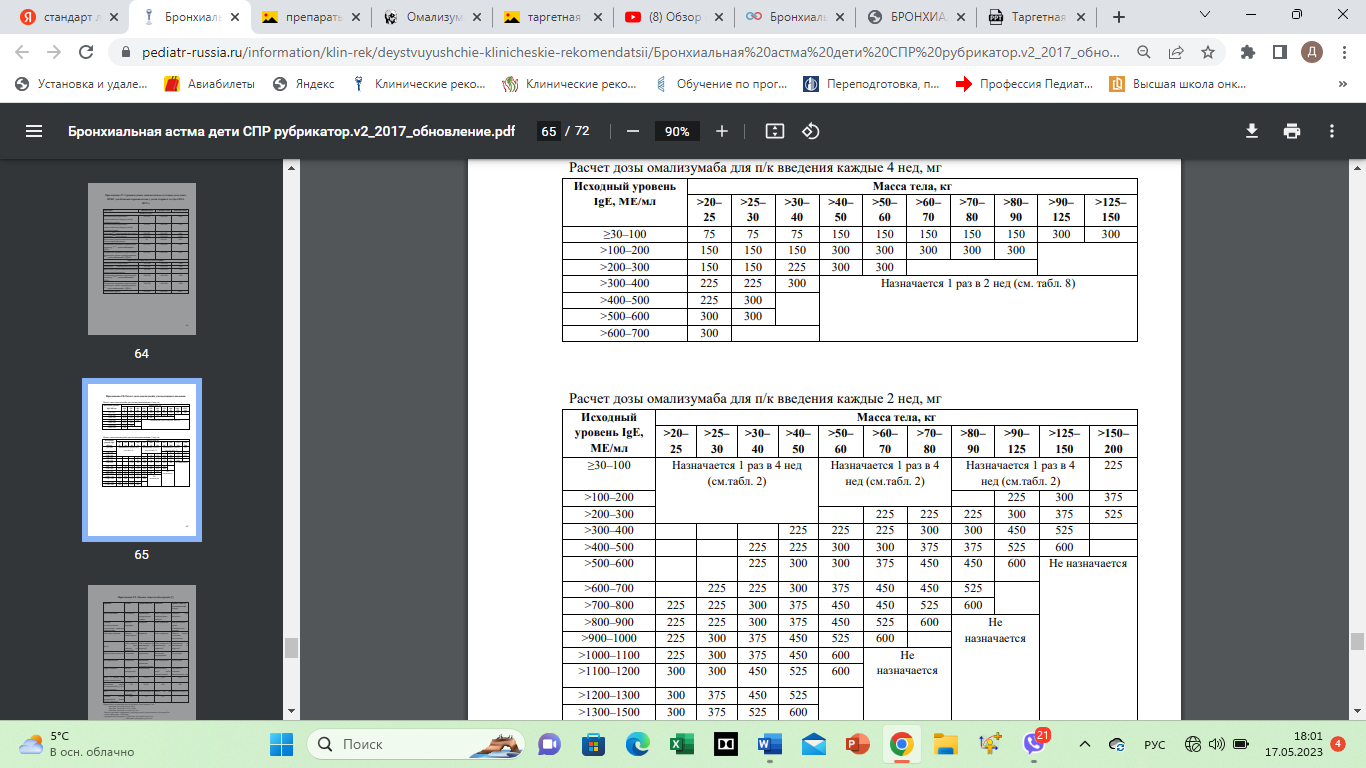 стандарт л
Бронхиаль
препараты
Омализум
таргетная
(8) Обзор
Бронхиаль
БРОНХИА
Таргетная
pediatr-russia.ru/information/klin-rek/deystvuyushchie-klinicheskie-rekomendatsii/Бронхиальная%20астма%20дети%20СПР%20рубрикатор.v2_2017_обно...
Д
Установка и удале...
Авиабилеты
Яндекс
Клинические реко...
Клинические реко...
Обучение по прог...
Переподготовка, п...
Профессия Педиат...
Высшая школа онк...
»
Бронхиальная астма дети СПР рубрикатор.v2_2017_обновление.pdf
65 / 72
90%
64
65
Расчет дозы омализумаба для п/к введения каждые 4 нед, мг
Исходный уровень IgE, МЕ/мл Масса тела, кг
>20–25 >25–30 >30–40 >40–50 >50–60 >60–70 >70–80 >80–90 >90–125 >125–150
≥30–100 75 75 75 150 150 150 150 150 300 300
>100–200 150 150 150 300 300 300 300 300
>200–300 150 150 225 300 300
>300–400 225 225 300 Назначается 1 раз в 2 нед (см. табл. 8)
>400–500 225 300
>500–600 300 300
>600–700 300
Расчет дозы омализумаба для п/к введения каждые 2 нед, мг
Исходный уровень IgE, МЕ/мл Масса тела, кг
>20–25 >25–30 >30–40 >40–50 >50–60 >60–70 >70–80 >80–90 >90–125 >125–150 >150–200
≥30–100 Назначается 1 раз в 4 нед (см.табл. 2) Назначается 1 раз в 4 нед (см.табл. 2) Назначается 1 раз в 4 нед (см.табл. 2) 225
>100–200 225 300 375
>200–300 225 225 225 300 375 525
>300–400 225 225 225 300 300 450 525
>400–500 225 225 300 300 375 375 525 600
>500–600 225 300 300 375 450 450 600 Не назначается
>600–700 225 225 300 375 450 450 525
>700–800 225 225 300 375 450 450 525 600
>800–900 225 225 300 375 450 525 600 Не назначается
>900–1000 225 300 375 450 525 600
>1000–1100 225 300 375 450 600 Не назначается
>1100–1200 300 300 450 525 600
>1200–1300 300 375 450 525
>1300–1500 300 375 525 600
5°C
В осн. облачно
Поиск
21
РУС
18:01
17.05.2023
4